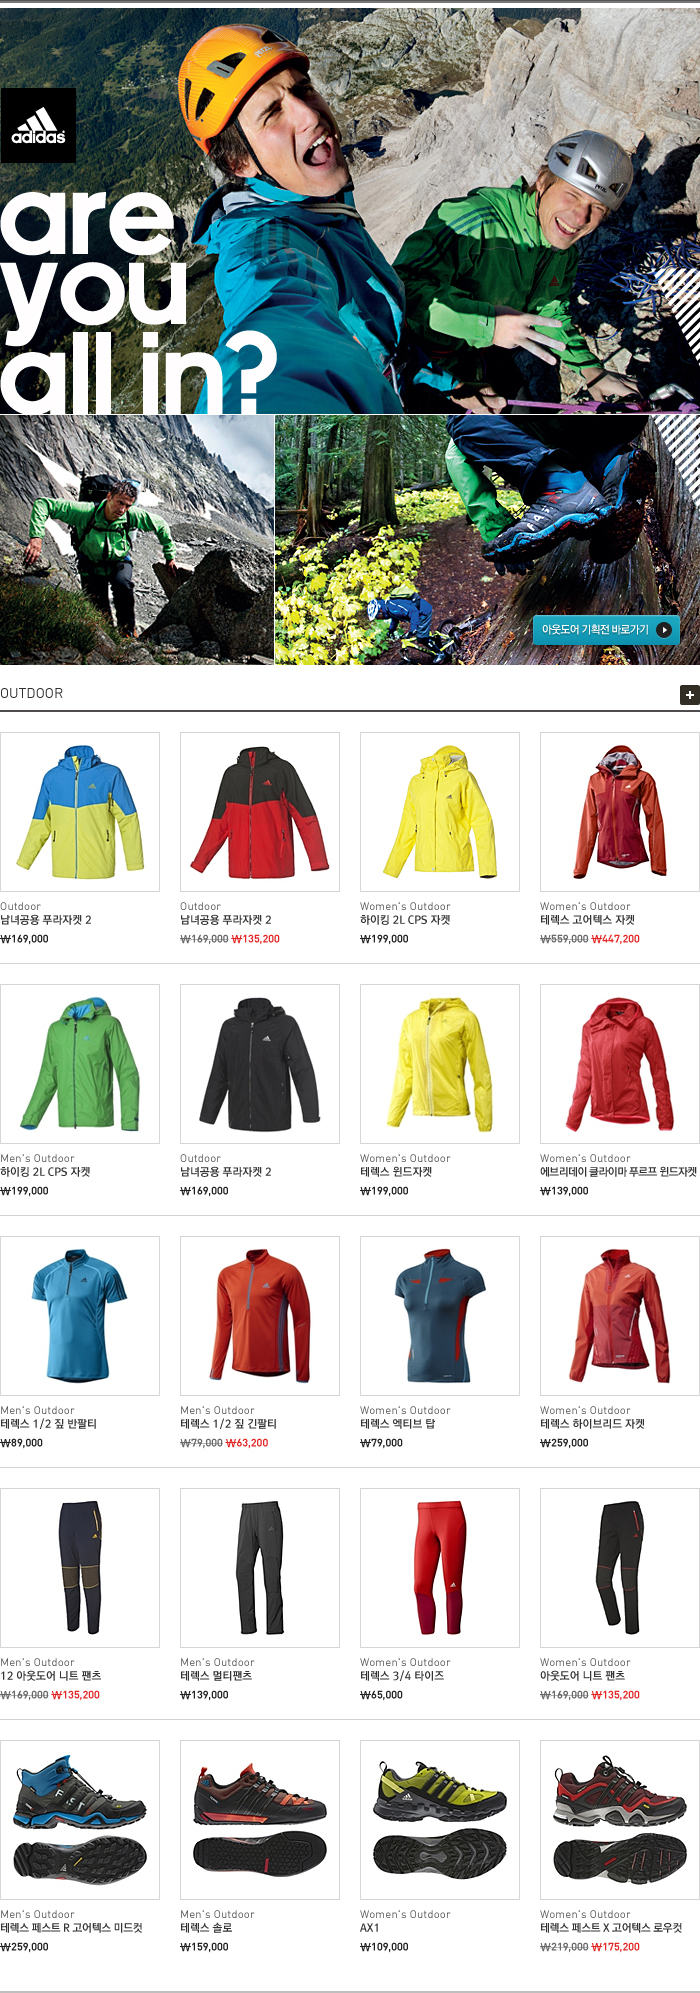 adidas
are
you
all in?
아웃도어 기획전 바로가기
OUTDOOR
Outdoor
남녀공용 푸라자켓 2
₩169,000
Outdoor
남녀공용 푸라자켓 2
₩169,000 ₩135,200
Women's Outdoor
하이킹 2L CPS 자켓
₩199,000
Women's Outdoor
테렉스 고어텍스 자켓
₩559,000 ₩447,200
Men's Outdoor
하이킹 2L CPS 자켓
₩199,000
Outdoor
남녀공용 푸라자켓 2
₩169,000
Women's Outdoor
테렉스 윈드자켓
₩199,000
Women's Outdoor
에브리데이 클라이마 푸르프 윈드자켓
₩139,000
Men's Outdoor
테렉스 1/2 짚 반팔티
₩89,000
Men's Outdoor
테렉스 1/2 짚 긴팔티
₩79,000 ₩63,200
Women's Outdoor
테렉스 엑티브 탑
₩79,000
Women's Outdoor
테렉스 하이브리드 자켓
₩259,000
Men's Outdoor
12 아웃도어 니트 팬츠
₩169,000 ₩135,200
Men's Outdoor
테렉스 멀티팬츠
₩139,000
Women's Outdoor
테렉스 3/4 타이즈
₩65,000
Women's Outdoor
아웃도어 니트 팬츠
₩169,000 ₩135,200
Men's Outdoor
테렉스 페스트 R 고어텍스 미드컷
₩259,000
Men's Outdoor
테렉스 솔로
₩159,000
Women's Outdoor
AX1
₩109,000
Women's Outdoor
테렉스 페스트 X 고어텍스 로우컷
₩219,000 ₩175,200